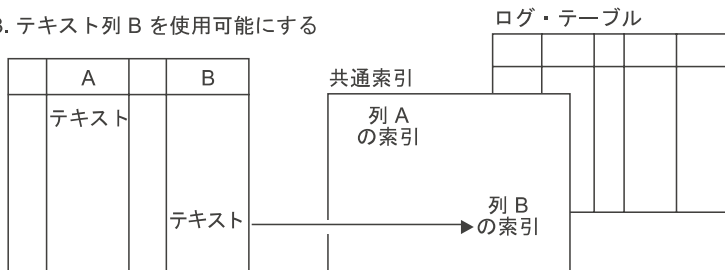 3. テキスト列 B を使用可能にする
ログ・テーブル
A
B
共通索引
テキスト
列 A
の索引
テキスト
列 B
の索引